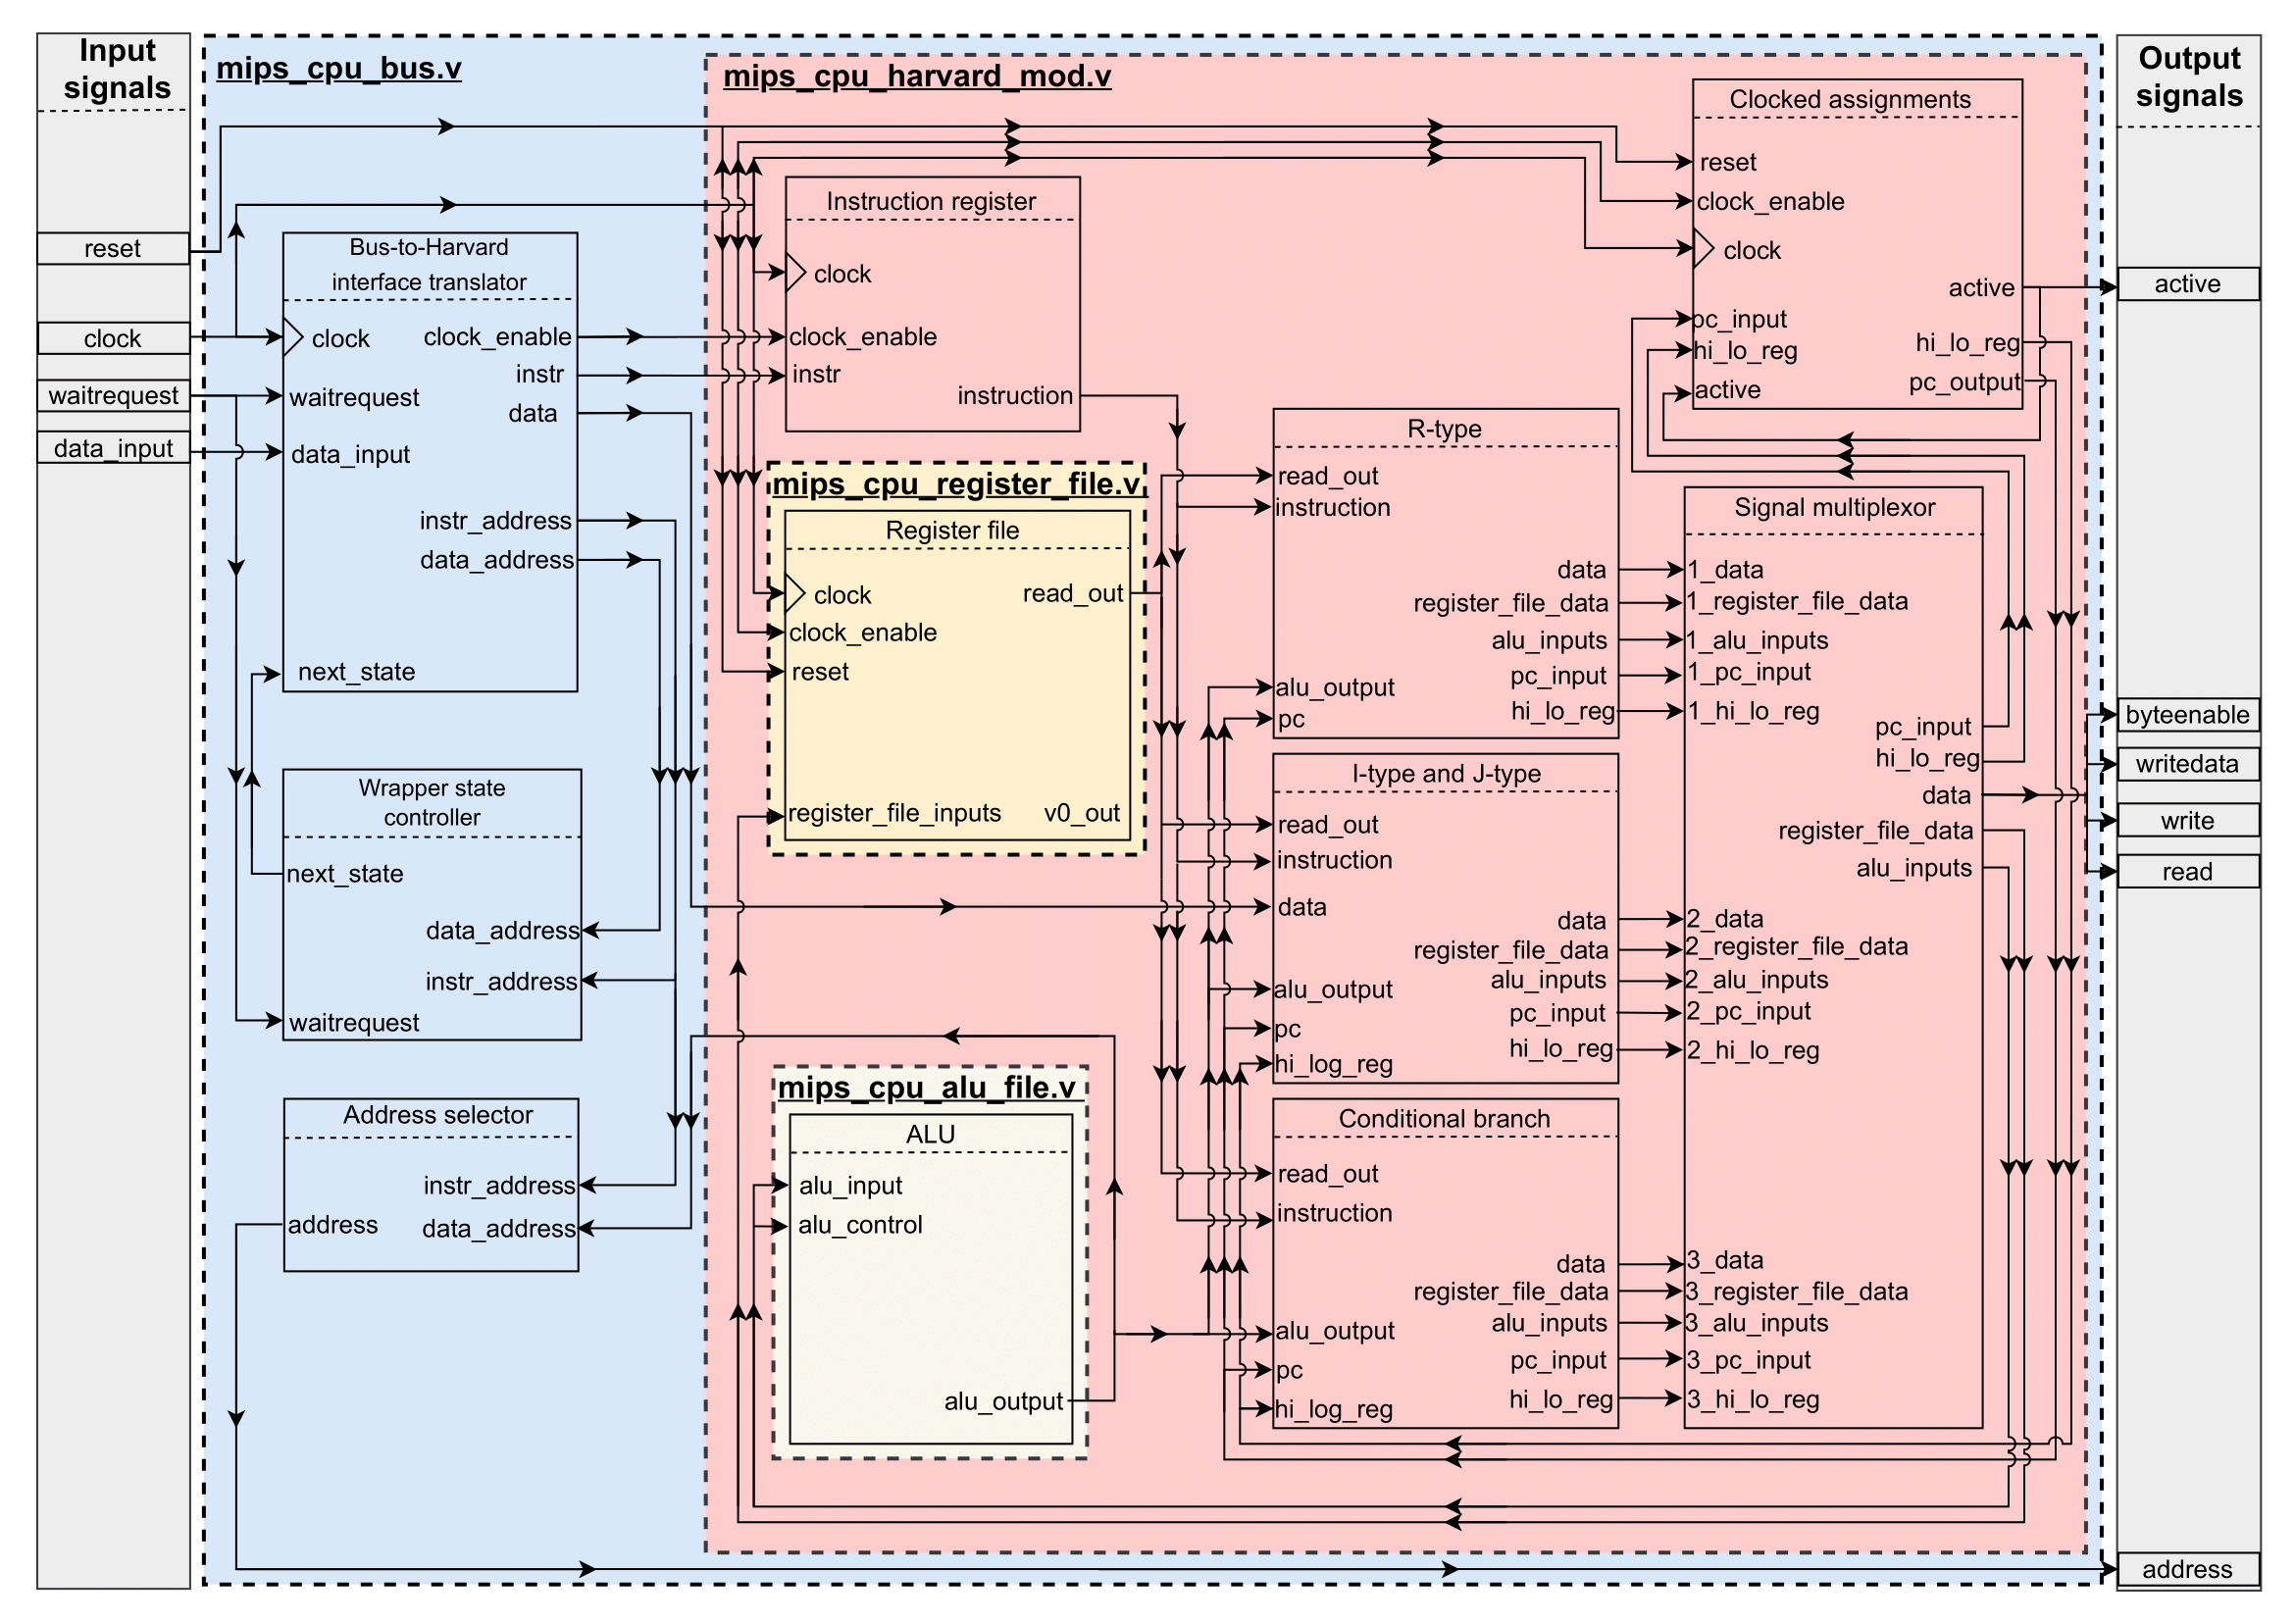 Input
signals
reset
clock
waitrequest
data_input
mips_cpu_bus.v
Bus-to-Harvard
interface translator
clock
clock_enable
instr
waitrequest
data
data_input
instr_address
data_address
next_state
Wrapper state
controller
next_state
data_address
instr_address
waitrequest
Address selector
instr_address
address
data_address
mips_cpu_harvard_mod.v
Instruction register
clock
clock_enable
instr
instruction
mips_cpu_register_file.v
Register file
clock
read_out
clock_enable
reset
register_file_inputs
v0_out
mips_cpu_alu_file.v
ALU
alu_input
alu_control
alu_output
R-type
read_out
instruction
data
register_file_data
alu_inputs
pc_input
alu_output
pc
hi_lo_reg
I-type and J-type
read_out
instruction
data
data
register_file_data
alu_inputs
alu_output
pc_input
pc
hi_lo_reg
hi_log_reg
Conditional branch
read_out
instruction
data
register_file_data
alu_inputs
alu_output
pc_input
pc
hi_lo_reg
hi_log_reg
Clocked assignments
reset
clock_enable
clock
active
pc_input
hi_lo_reg
hi_lo_reg
pc_output
active
Signal multiplexor
1_data
1_register_file_data
1_alu_inputs
1_pc_input
1_hi_lo_reg
pc_input
hi_lo_reg
data
register_file_data
alu_inputs
2_data
2_register_file_data
2_alu_inputs
2_pc_input
2_hi_lo_reg
3_data
3_register_file_data
3_alu_inputs
3_pc_input
3_hi_lo_reg
Output
signals
active
byteenable
writedata
write
read
address